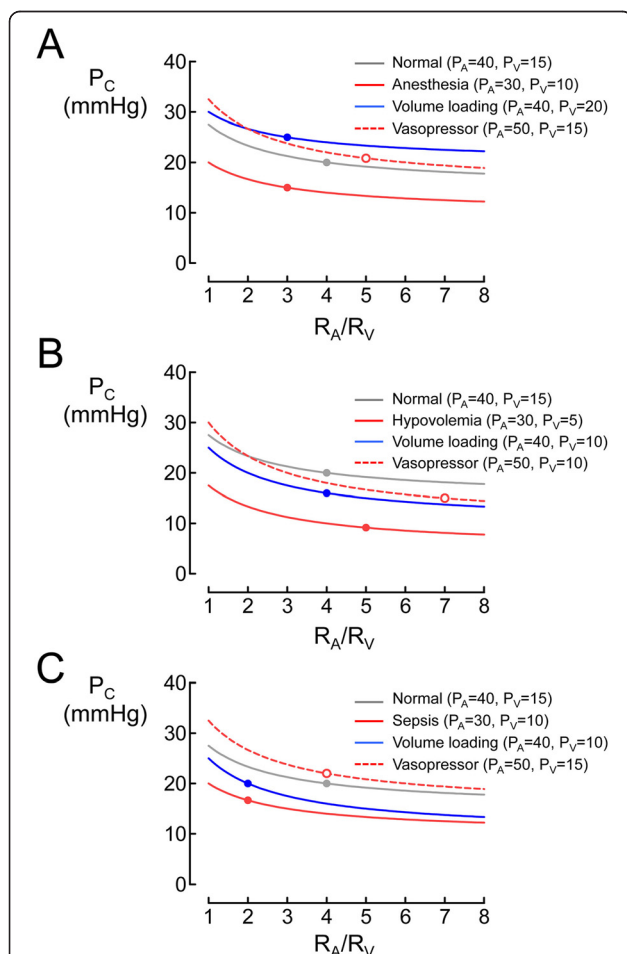 A
P_C
(mmHg)
40
30
20
10
0
Normal (P_A=40, P_V=15)
Anesthesia (P_A=30, P_V=10)
Volume loading (P_A=40, P_V=20)
Vasopressor (P_A=50, P_V=15)
1 2 3 4 5 6 7 8
R_A/R_V
B
P_C
(mmHg)
40
30
20
10
0
Normal (P_A=40, P_V=15)
Hypovolemia (P_A=30, P_V=5)
Volume loading (P_A=40, P_V=10)
Vasopressor (P_A=50, P_V=10)
1 2 3 4 5 6 7 8
R_A/R_V
C
P_C
(mmHg)
40
30
20
10
0
Normal (P_A=40, P_V=15)
Sepsis (P_A=30, P_V=10)
Volume loading (P_A=40, P_V=10)
Vasopressor (P_A=50, P_V=15)
1 2 3 4 5 6 7 8
R_A/R_V